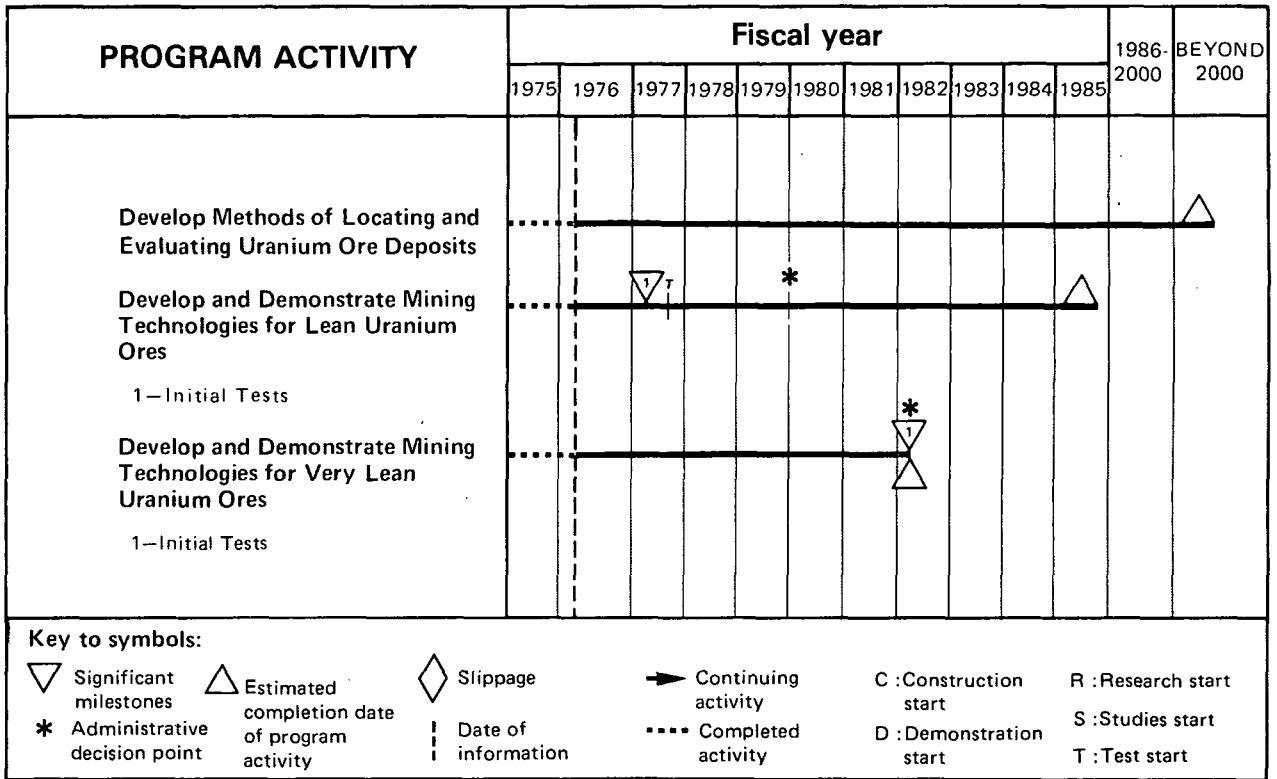 PROGRAM ACTIVITY
Fiscal year
1986-
2000
BEYOND
2000
1975 1976 1977 1978 1979 1980 1981 1982 1983 1984 1985
Develop Methods of Locating and
Evaluating Uranium Ore Deposits
1 T *
Develop and Demonstrate Mining
Technologies for Lean Uranium
Ores
1—Initial Tests
*
1
Develop and Demonstrate Mining
Technologies for Very Lean
Uranium Ores
1—Initial Tests
Key to symbols:
Significant
milestones
* Administrative
decision point
Estimated
completion date
of program
activity
Slippage
Date of
information
Continuing
activity
Completed
activity
C :Construction
start
D :Demonstration
start
R :Research start
S :Studies start
T :Test start